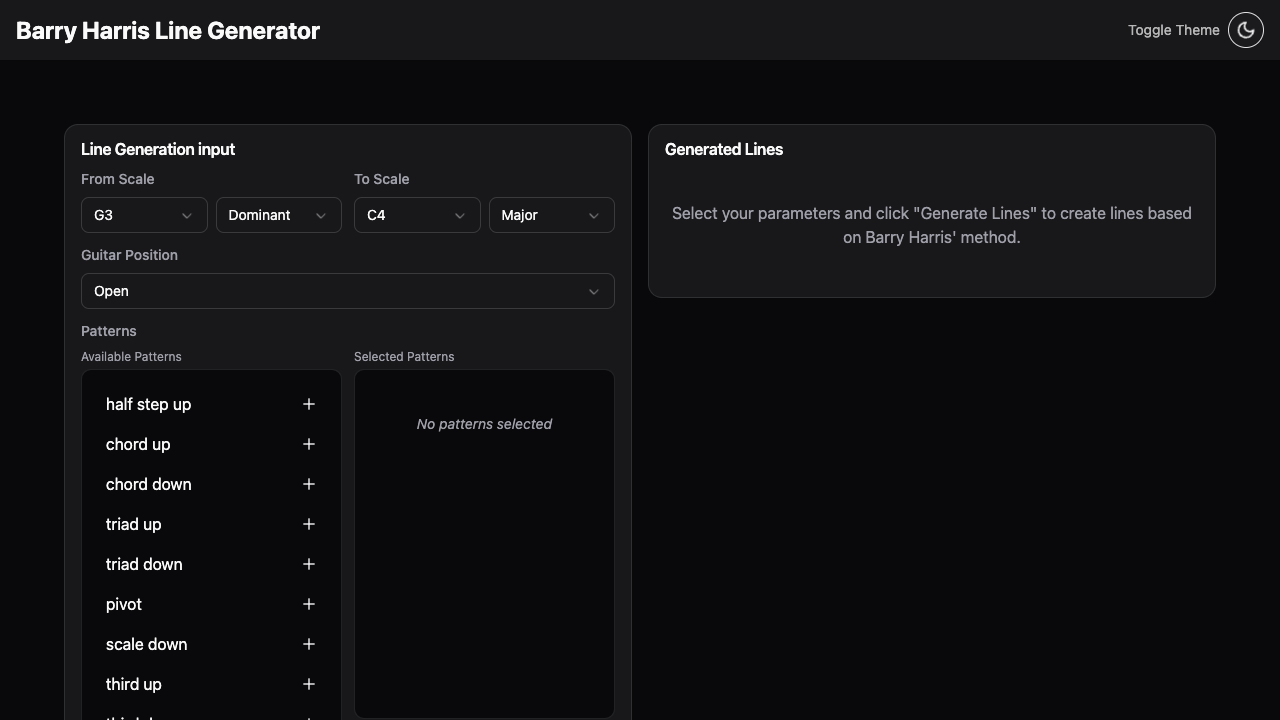 Barry Harris Line Generator
Toggle Theme
Line Generation input
From Scale
To Scale
G3
Dominant
C4
Major
Guitar Position
Open
Patterns
Available Patterns
Selected Patterns
half step up
chord up
chord down
triad up
triad down
pivot
scale down
third up
No patterns selected
Generated Lines
Select your parameters and click "Generate Lines" to create lines based
on Barry Harris' method.